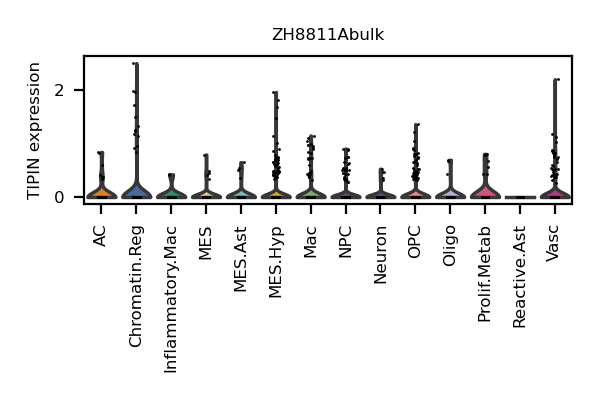 ZH8811Abulk
TIPIN expression
2
0
AC
Chromatin.Reg
Inflammatory.Mac
MES
MES.Ast
MES.Hyp
Mac
NPC
Neuron
OPC
Oligo
Prolif.Metab
Reactive.Ast
Vasc